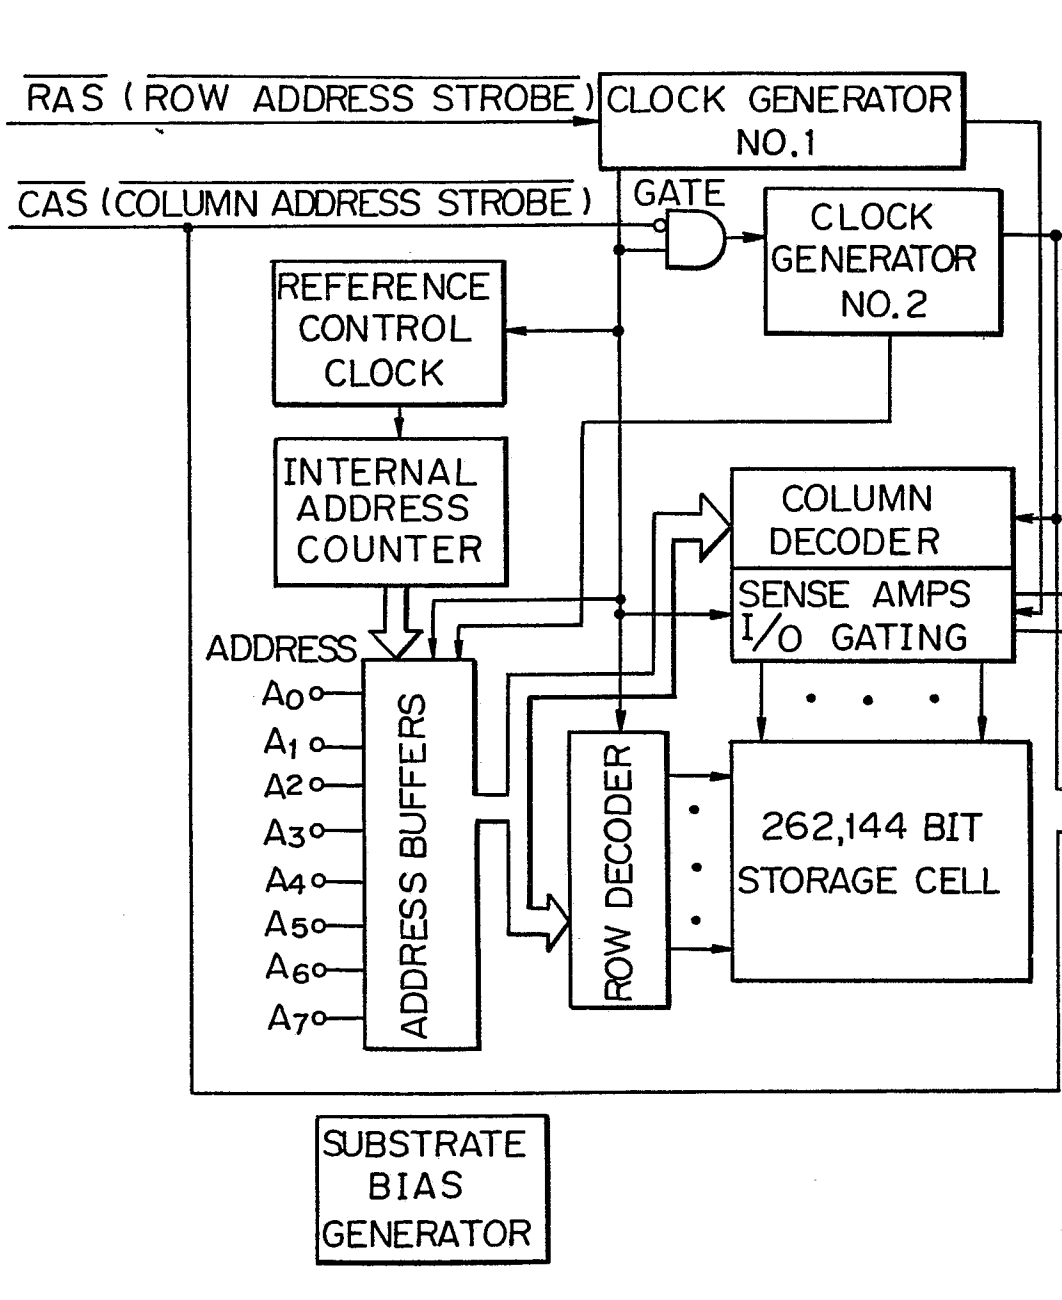 RAS (ROW ADDRESS STROBE)
CLOCK GENERATOR
NO.1
CAS (COLUMN ADDRESS STROBE)
GATE
CLOCK
GENERATOR
NO.2
REFERENCE
CONTROL
CLOCK
INTERNAL
ADDRESS
COUNTER
COLUMN
DECODER
SENSE AMPS
I/O GATING
ADDRESS
A0
A1
A2
A3
A4
A5
A6
A7
ADDRESS BUFFERS
ROW DECODER
262,144 BIT
STORAGE CELL
SUBSTRATE
BIAS
GENERATOR